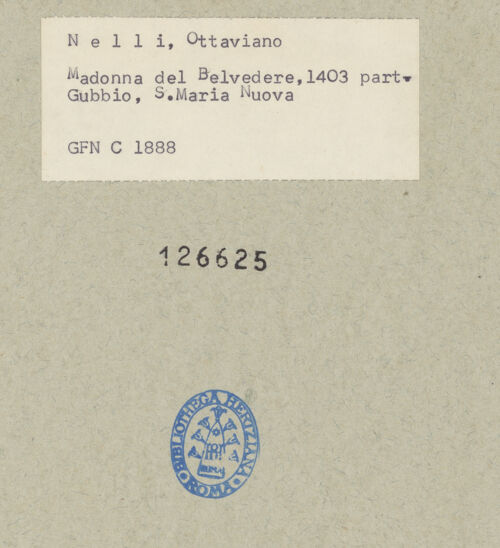 N e l l i, Ottaviano
Madonna del Belvedere,1403 part.
Gubbio, S.Maria Nuova
GFN C 1888
126625
BIBLIOTHECA HERTZIANA
ROMA